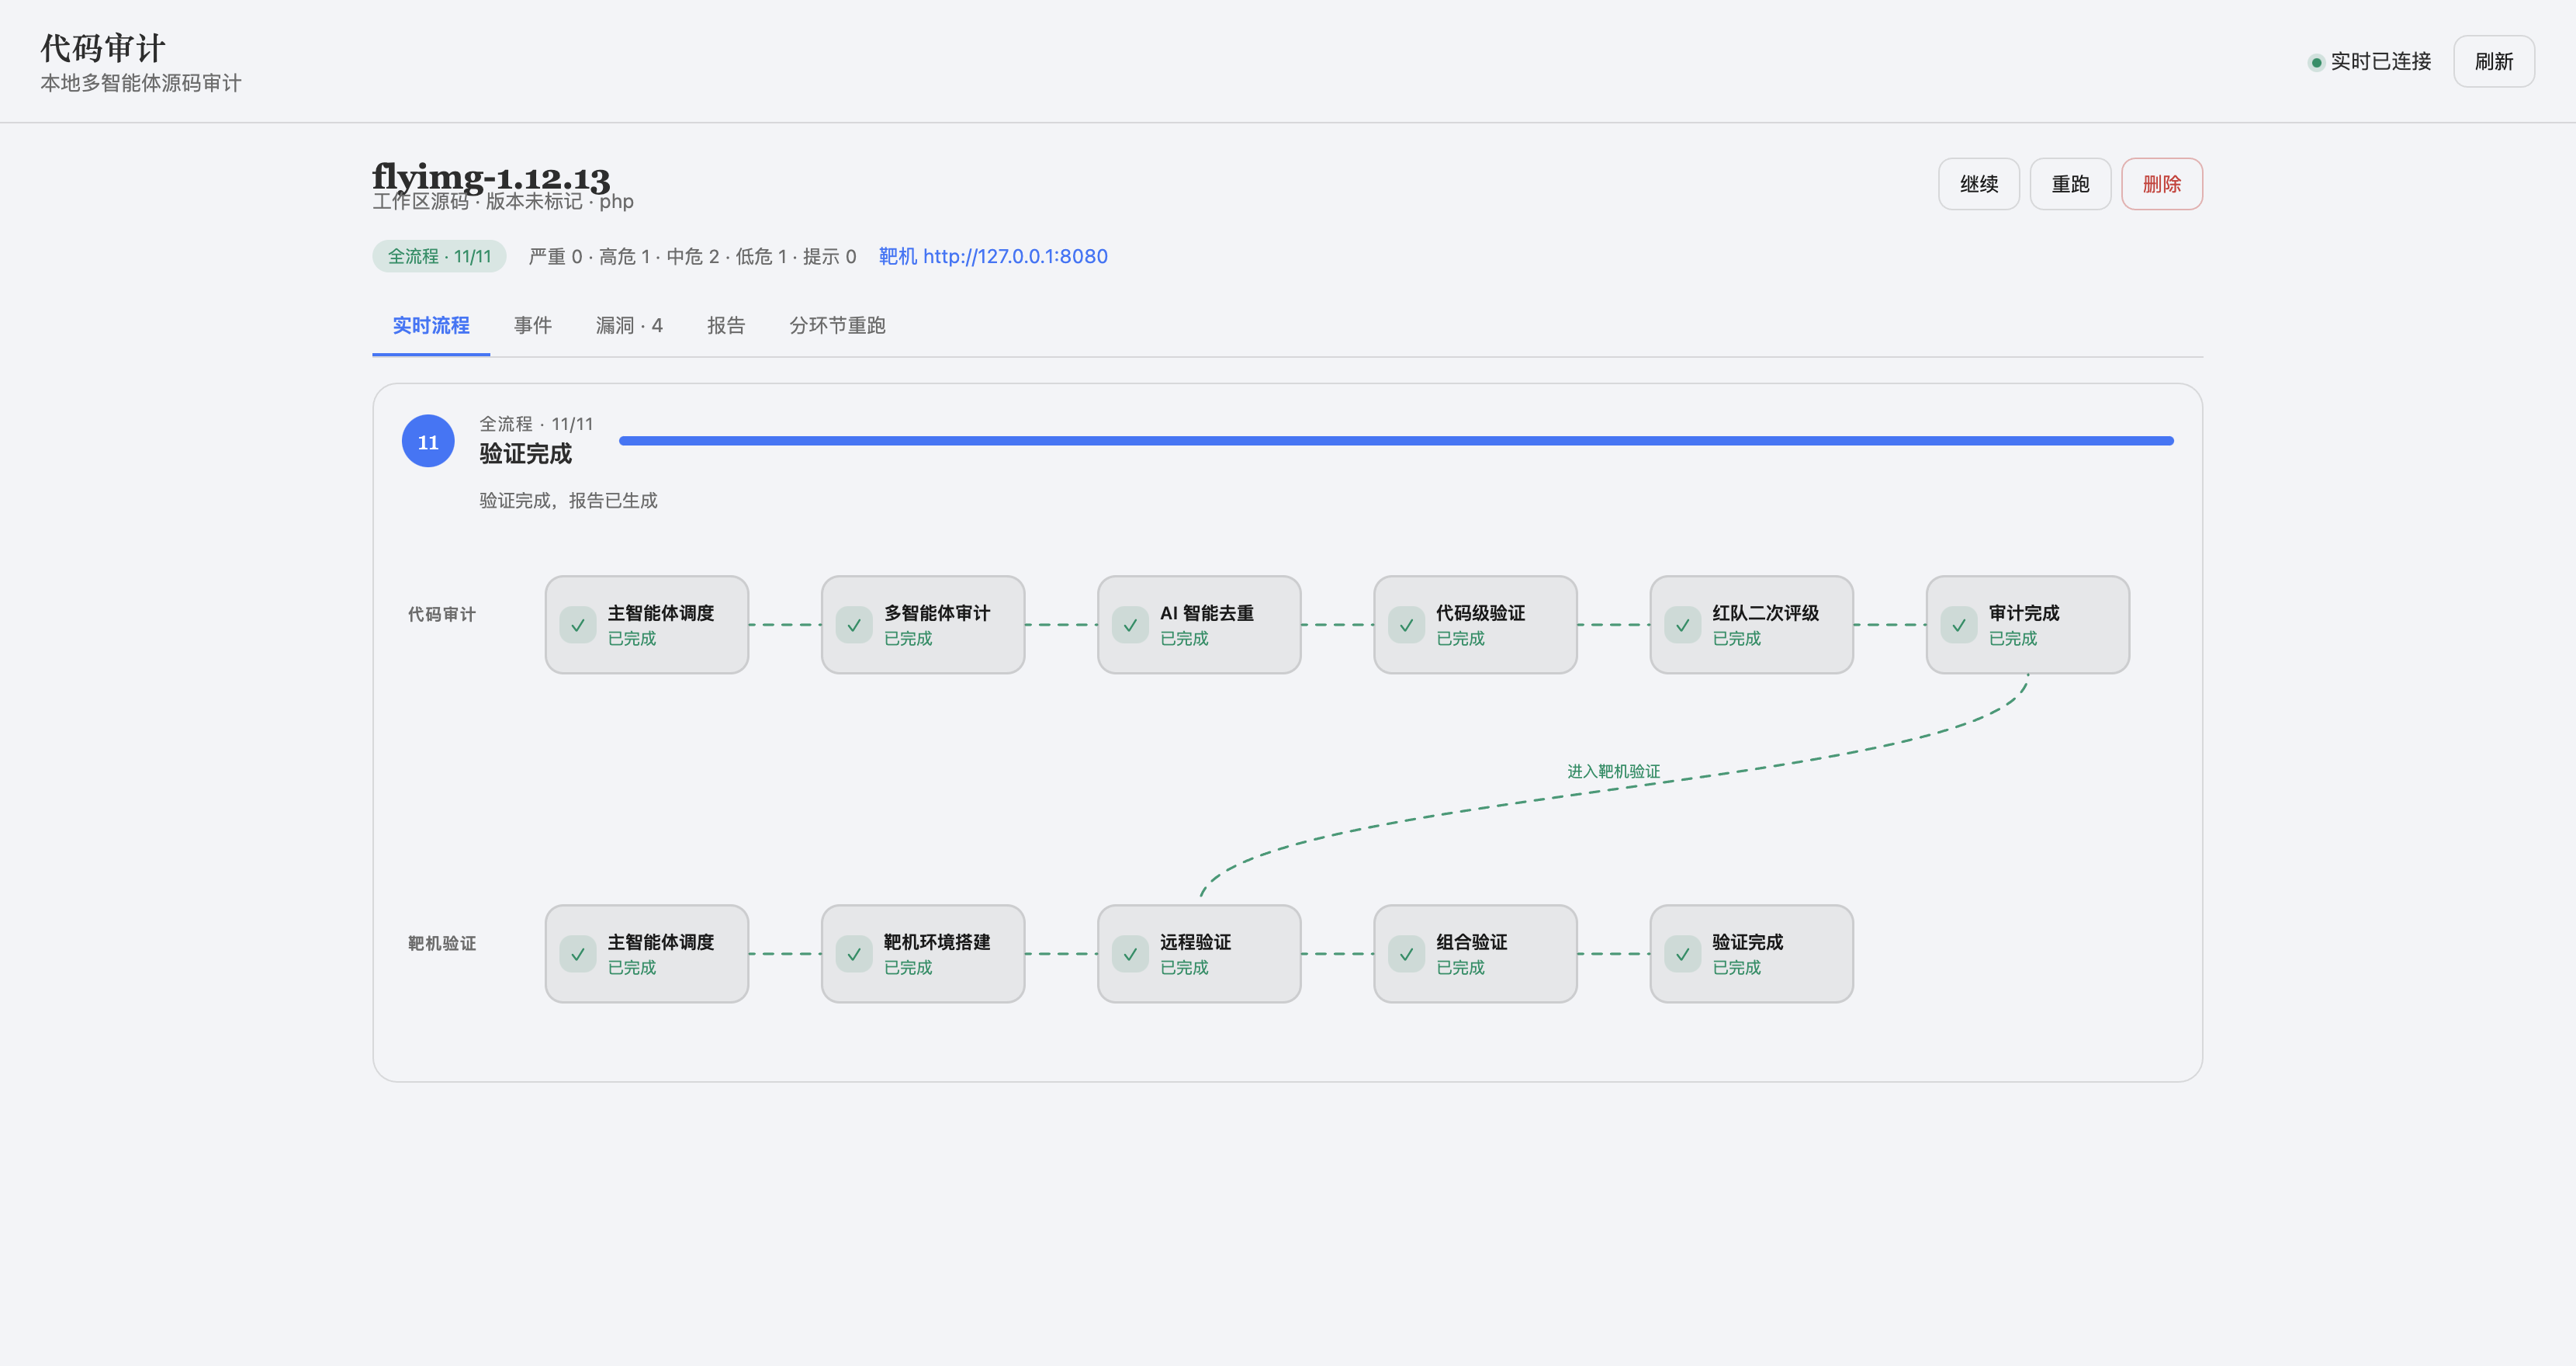 代码审计
本地多智能体源码审计
实时已连接
刷新
flyimg-1.12.13
工作区源码 · 版本未标记 · php
继续
重跑
删除
全流程 · 11/11
严重 0 · 高危 1 · 中危 2 · 低危 1 · 提示 0
靶机 http://127.0.0.1:8080
实时流程
事件
漏洞 · 4
报告
分环节重跑
11
全流程 · 11/11
验证完成
验证完成，报告已生成
代码审计
主智能体调度
已完成
多智能体审计
已完成
AI 智能去重
已完成
代码级验证
已完成
红队二次评级
已完成
审计完成
已完成
进入靶机验证
靶机验证
主智能体调度
已完成
靶机环境搭建
已完成
远程验证
已完成
组合验证
已完成
验证完成
已完成